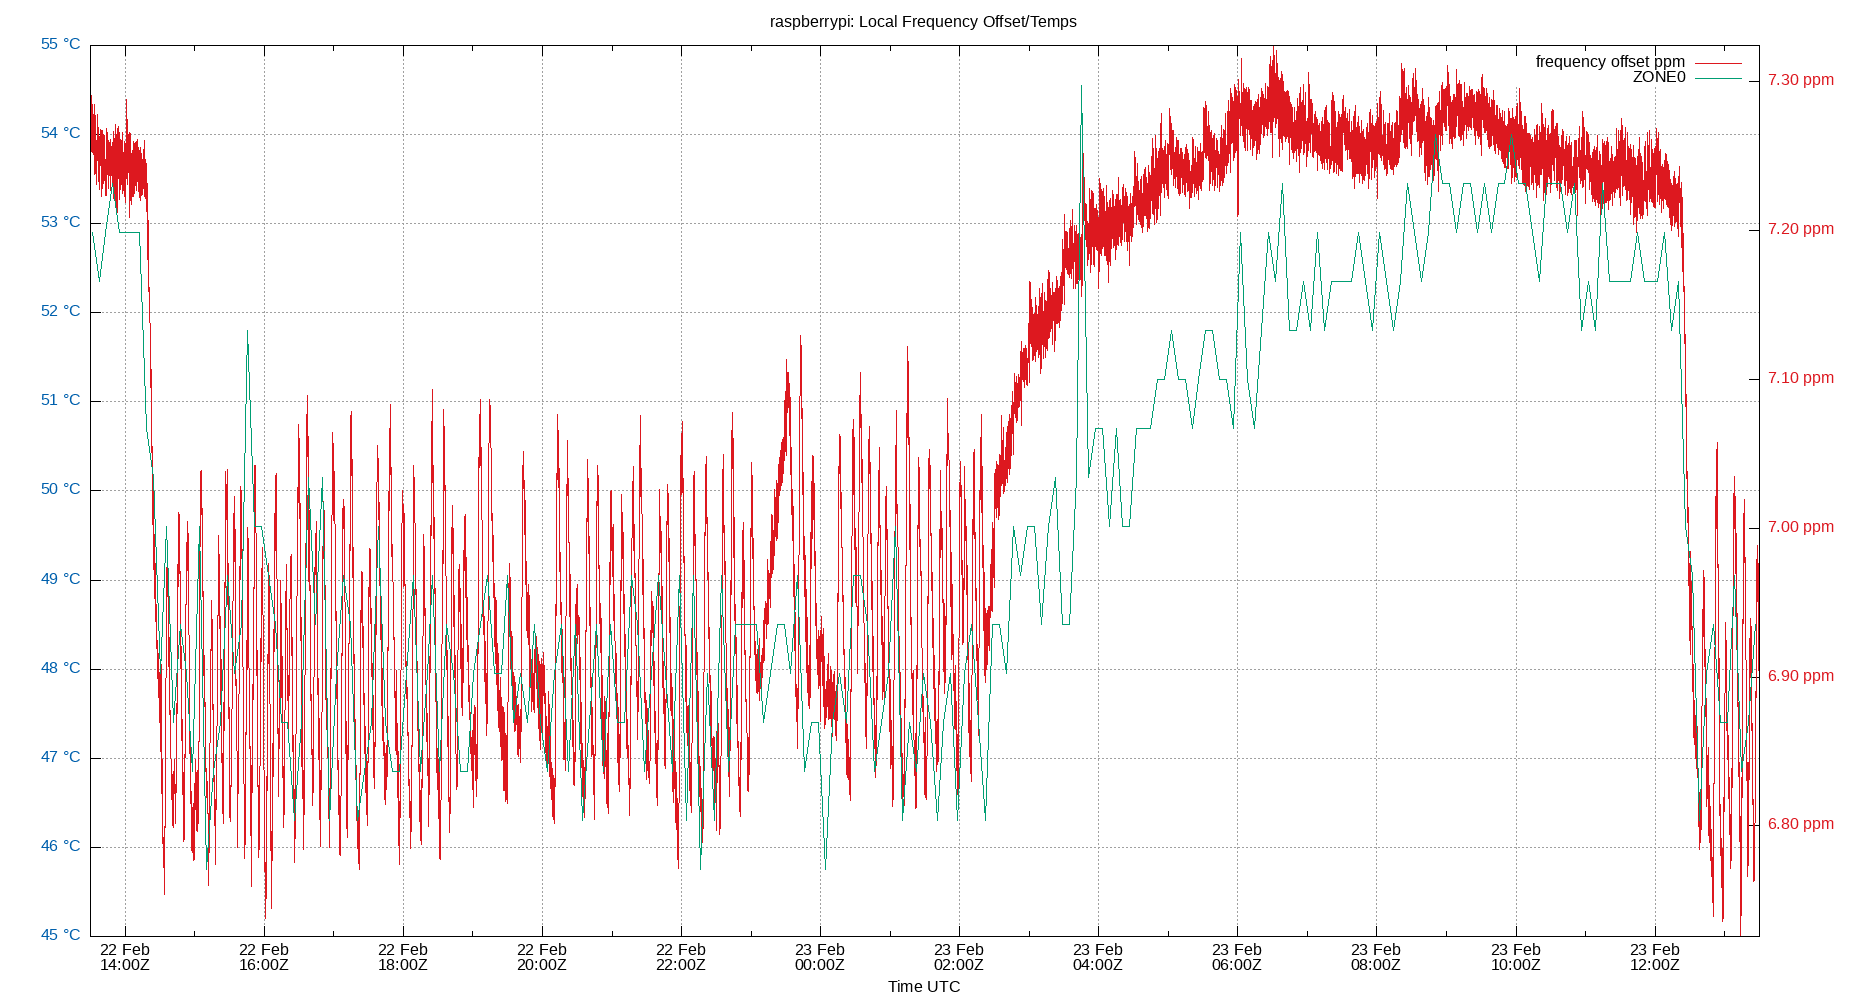 raspberrypi: Local Frequency Offset/Temps
55 °C
54 °C
53 °C
52 °C
51 °C
50 °C
49 °C
48 °C
47 °C
46 °C
45 °C
frequency offset ppm
ZONE0
7.30 ppm
7.20 ppm
7.10 ppm
7.00 ppm
6.90 ppm
6.80 ppm
22 Feb 22 Feb 22 Feb 22 Feb 22 Feb 23 Feb 23 Feb 23 Feb 23 Feb 23 Feb 23 Feb 23 Feb
14:00Z 16:00Z 18:00Z 20:00Z 22:00Z 00:00Z 02:00Z 04:00Z 06:00Z 08:00Z 10:00Z 12:00Z
Time UTC